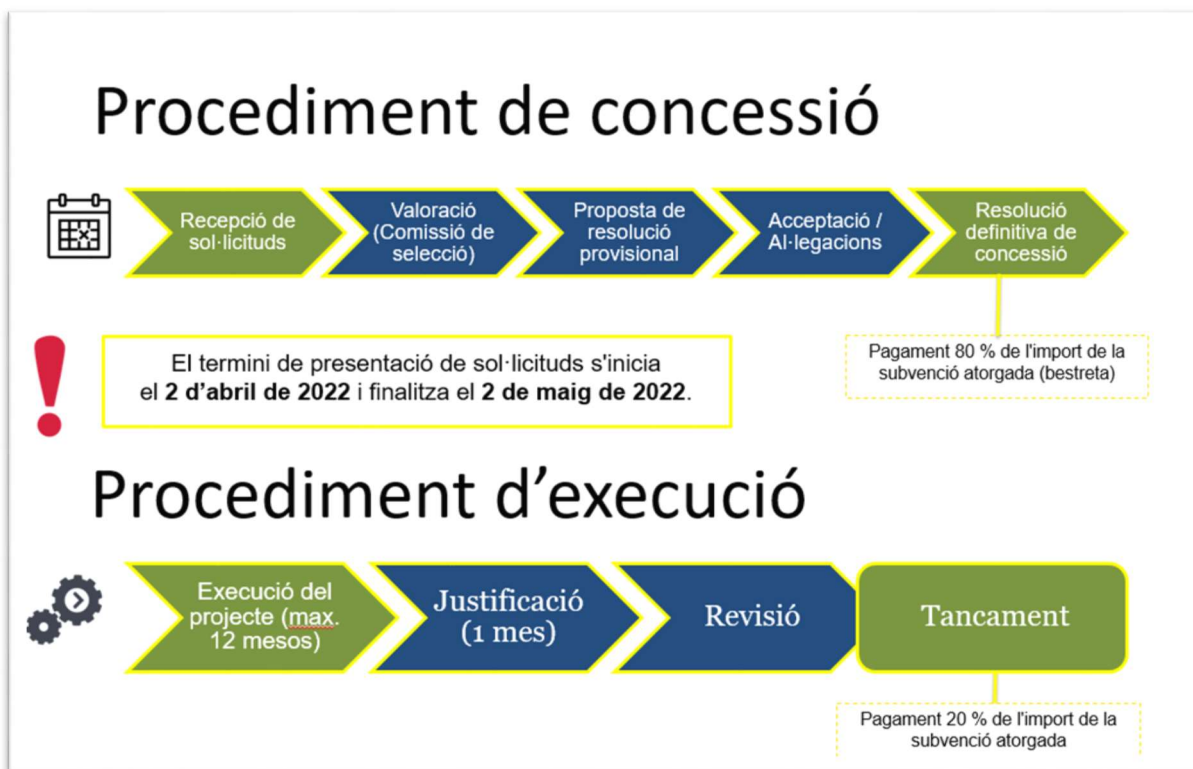 Procediment de concessió
Recepció de
sol·licituds
Valoració
(Comissió de
selecció)
Proposta de
resolució
provisional
Acceptació /
Al·legacions
Resolució
definitiva de
concessió
Pagament 80 % de l'import de la
subvenció atorgada (bestreta)
El termini de presentació de sol·licituds s'inicia
el 2 d’abril de 2022 i finalitza el 2 de maig de 2022.
Procediment d’execució
Execució del
projecte (max.
12 mesos)
Justificació
(1 mes)
Revisió
Tancament
Pagament 20 % de l'import de la
subvenció atorgada